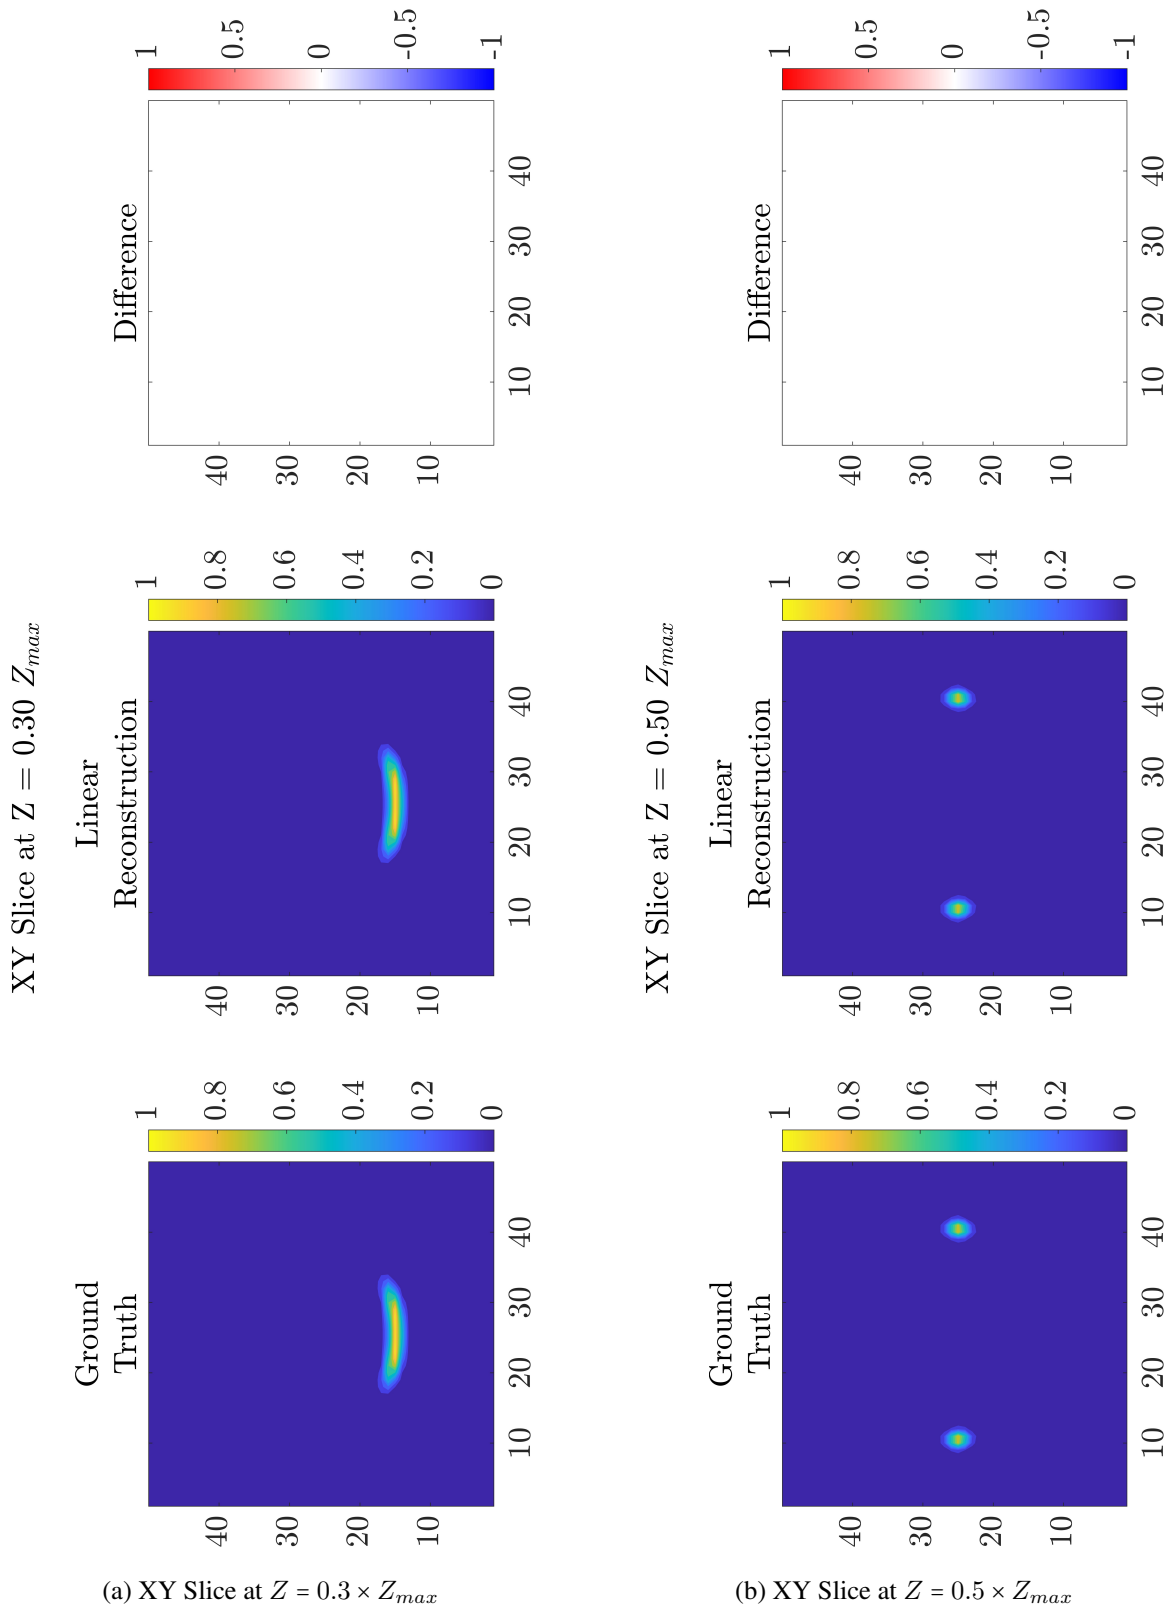 XY Slice at Z = 0.30 Z_max
Ground
Truth
40
30
20
10
10 20 30 40
1
0.8
0.6
0.4
0.2
0
Linear
Reconstruction
40
30
20
10
10 20 30 40
1
0.8
0.6
0.4
0.2
0
Difference
40
30
20
10
10 20 30 40
1
0.5
0
-0.5
-1
(a) XY Slice at Z = 0.3 × Z_max
XY Slice at Z = 0.50 Z_max
Ground
Truth
40
30
20
10
10 20 30 40
1
0.8
0.6
0.4
0.2
0
Linear
Reconstruction
40
30
20
10
10 20 30 40
1
0.8
0.6
0.4
0.2
0
Difference
40
30
20
10
10 20 30 40
1
0.5
0
-0.5
-1
(b) XY Slice at Z = 0.5 × Z_max